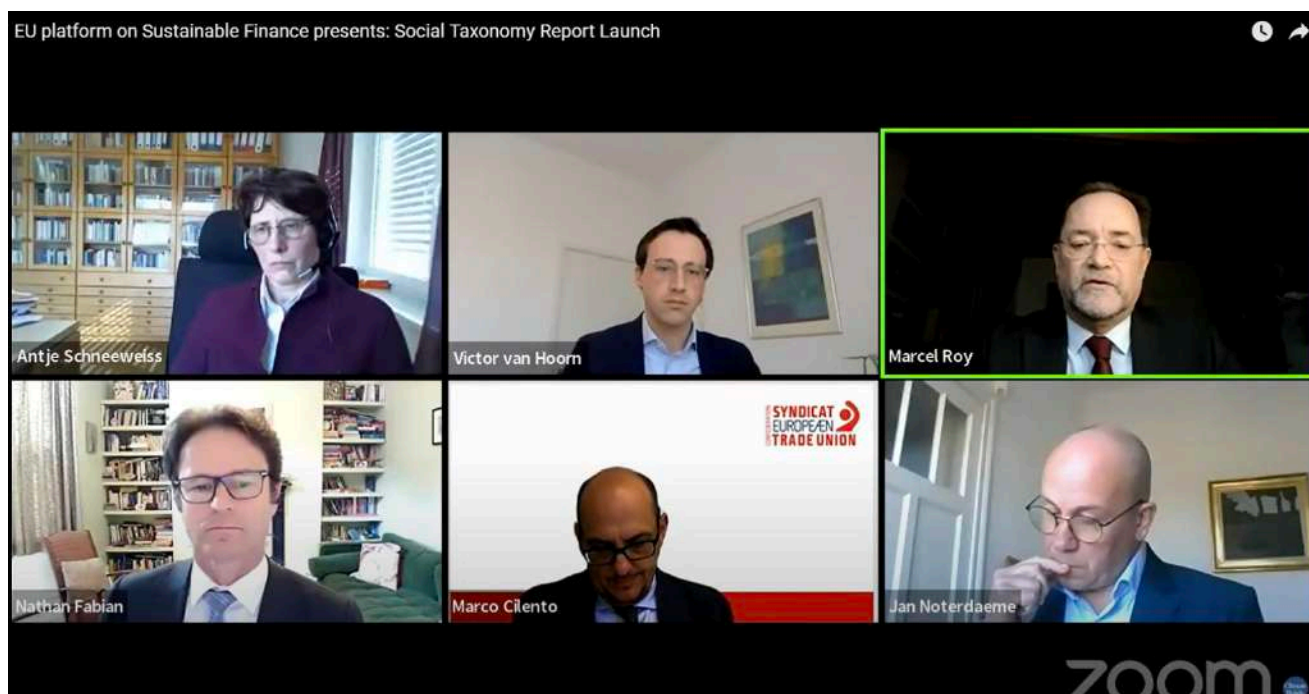 EU platform on Sustainable Finance presents: Social Taxonomy Report Launch
Antje Schneeweiss
Victor van Hoorn
Marcel Roy
SYNDICAT
EUROPEAN
TRADE UNION
CONFEDERATION
Nathan Fabian
Marco Cilento
Jan Noterdaeme
zoom